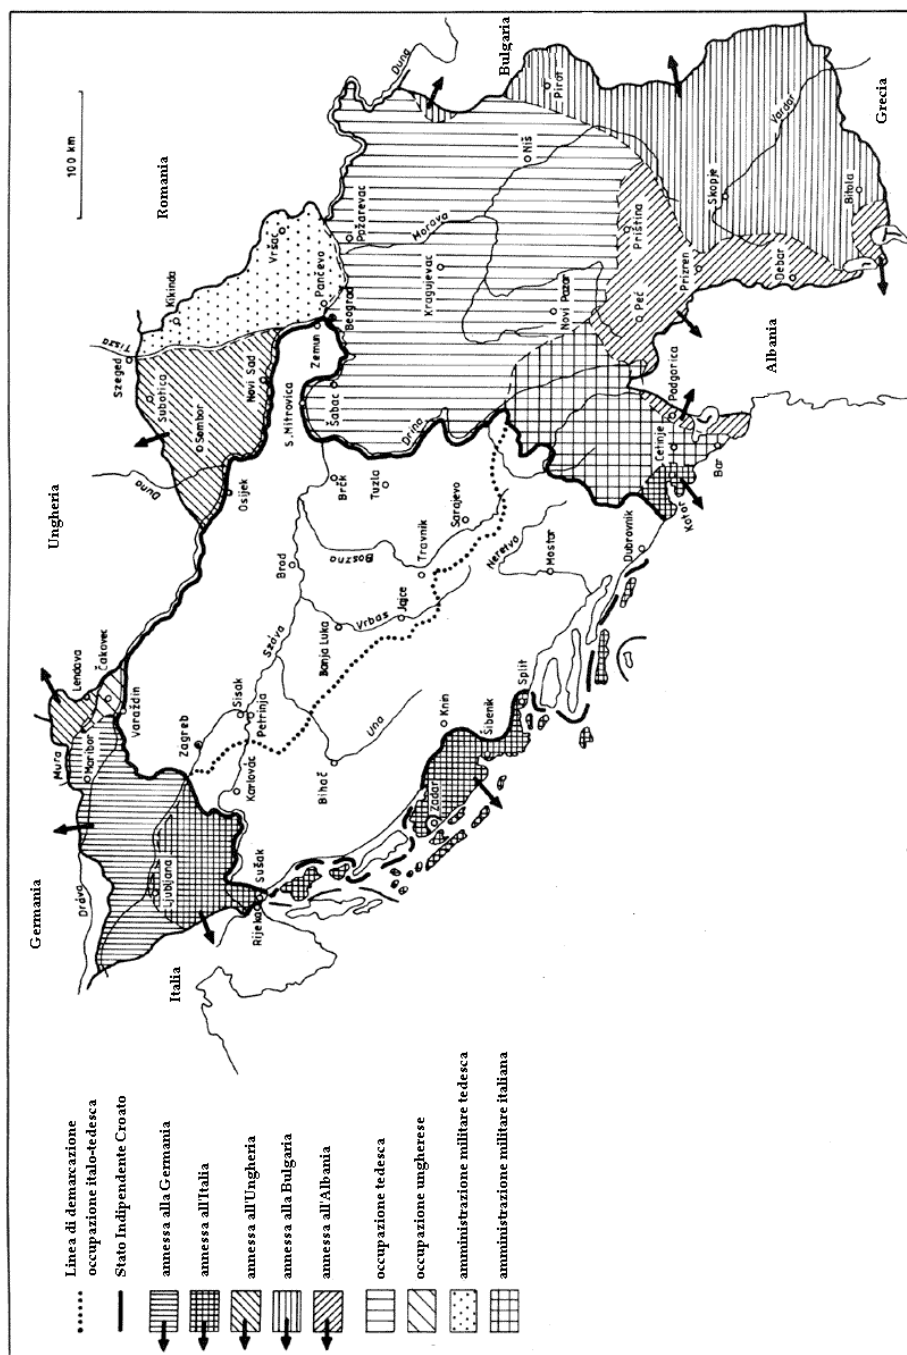 Germania
Ungheria
Romania
Bulgaria
Grecia
Albania
Italia
100 km
Dráva
Mura
Maribor
Lendava
Čakovec
Varaždin
Ljubljana
Zagreb
Sisak
Petrinja
Karlovác
Sušak
Rijeka
Bihać
Una
Knin
Zadar
Šibenik
Split
Száva
Banja Luka
Vrbas
Jajce
Brod
Boszna
Travnik
Sarajevo
Neretva
Mostar
Dubrovnik
Kotor
Brčk
Tuzla
Drina
Duna
Osijek
Sombor
Subotica
Szeged
Tisza
Novi Sad
S. Mitrovica
Šabac
Zemun
Beograd
Pančevo
Kikinda
Vršac
Požarevac
Morava
Kragujevac
Niš
Novi Pazar
Duna
Pirot
Priština
Peć
Prizren
Debar
Skopje
Vardar
Bitola
Podgorica
Cetinje
Bar
Linea di demarcazione
occupazione italo-tedesca
Stato Indipendente Croato
annessa alla Germania
annessa all'Italia
annessa all'Ungheria
annessa alla Bulgaria
annessa all'Albania
occupazione tedesca
occupazione ungherese
amministrazione militare tedesca
amministrazione militare italiana